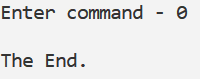 Enter command - 0
The End.